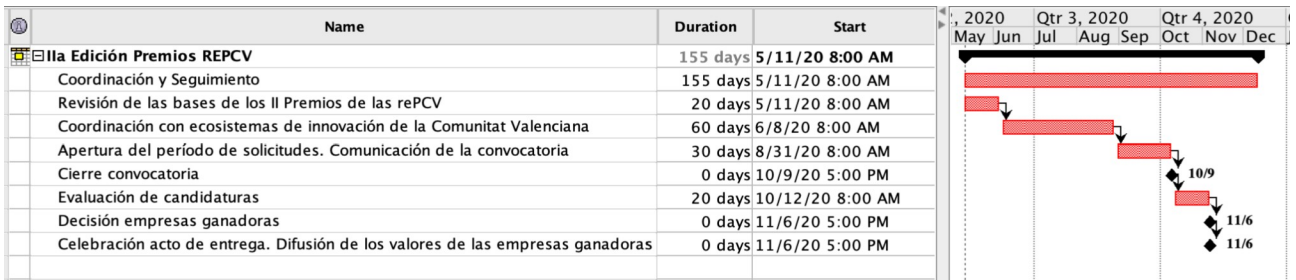 Name Duration Start , 2020 Qtr 3, 2020 Qtr 4, 2020
May Jun Jul Aug Sep Oct Nov Dec
IIa Edición Premios REPCV 155 days 5/11/20 8:00 AM
Coordinación y Seguimiento 155 days 5/11/20 8:00 AM
Revisión de las bases de los II Premios de las rePCV 20 days 5/11/20 8:00 AM
Coordinación con ecosistemas de innovación de la Comunitat Valenciana 60 days 6/8/20 8:00 AM
Apertura del período de solicitudes. Comunicación de la convocatoria 30 days 8/31/20 8:00 AM
Cierre convocatoria 0 days 10/9/20 5:00 PM 10/9
Evaluación de candidaturas 20 days 10/12/20 8:00 AM
Decisión empresas ganadoras 0 days 11/6/20 5:00 PM 11/6
Celebración acto de entrega. Difusión de los valores de las empresas ganadoras 0 days 11/6/20 5:00 PM 11/6